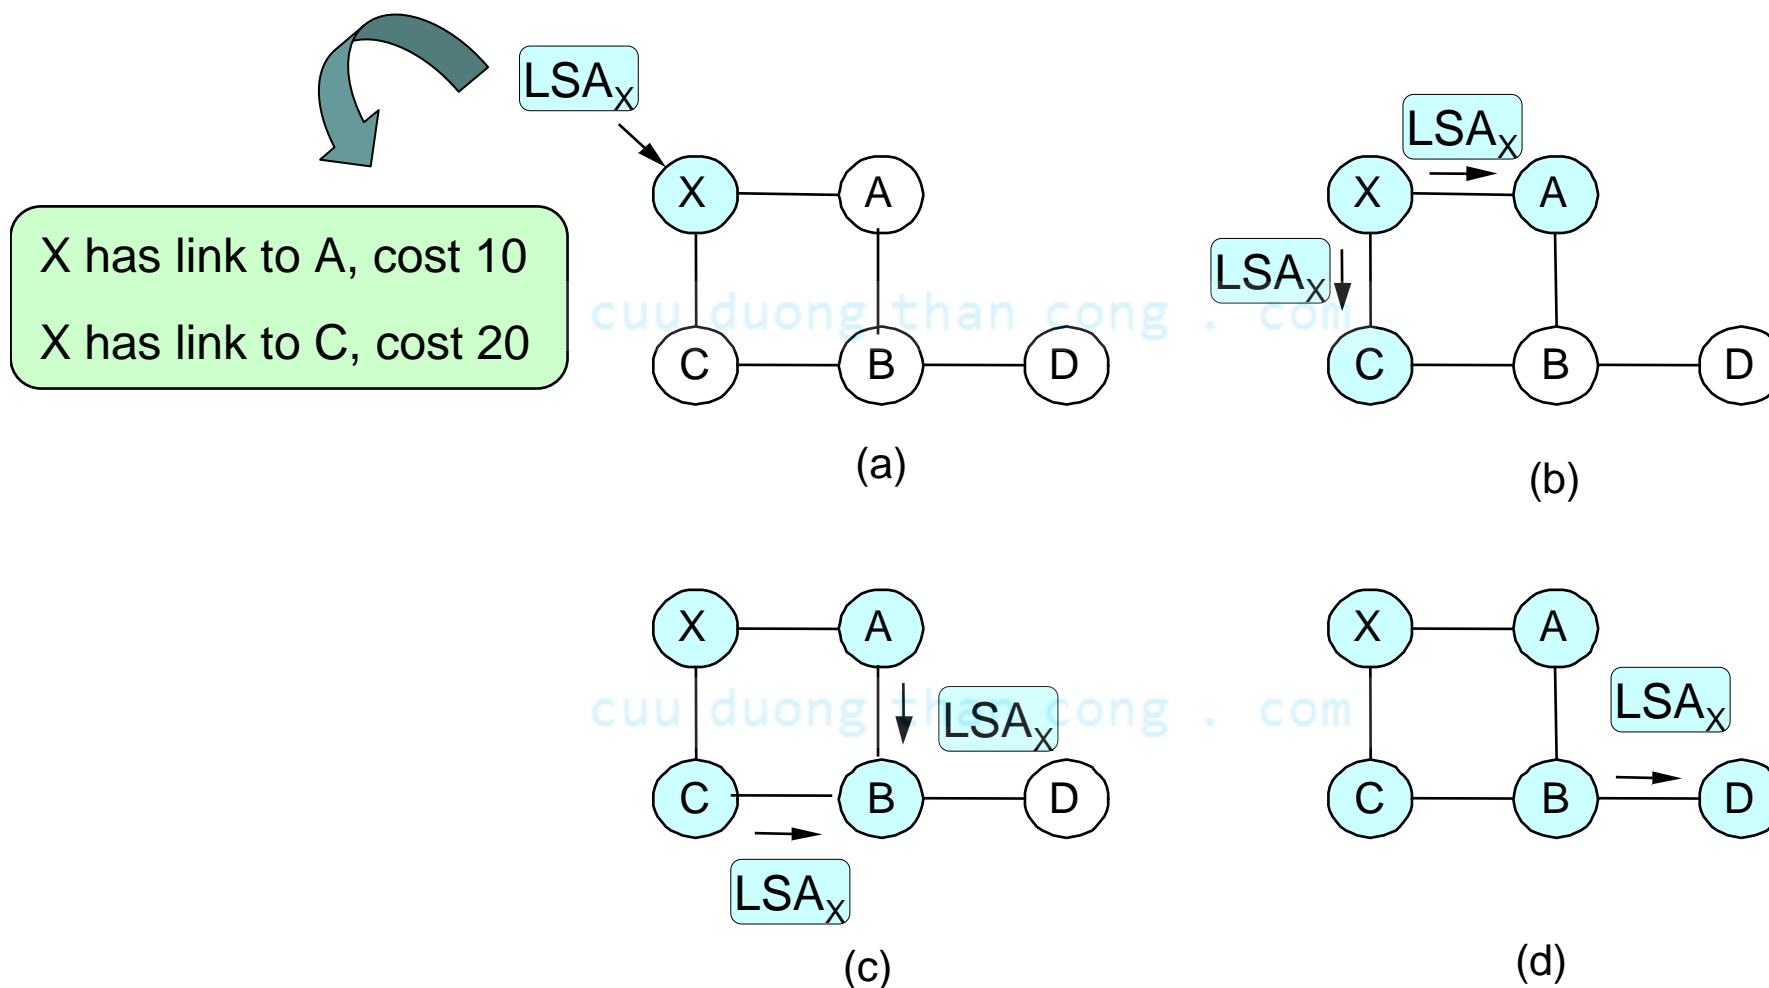 LSAX
X has link to A, cost 10
X has link to C, cost 20
X
A
C
B
D
(a)
LSAX
LSAX
X
A
C
B
D
(b)
cuu duong than cong . com
X
A
LSAX
C
B
D
LSAX
(c)
X
A
LSAX
C
B
D
(d)
cuu duong than cong . com